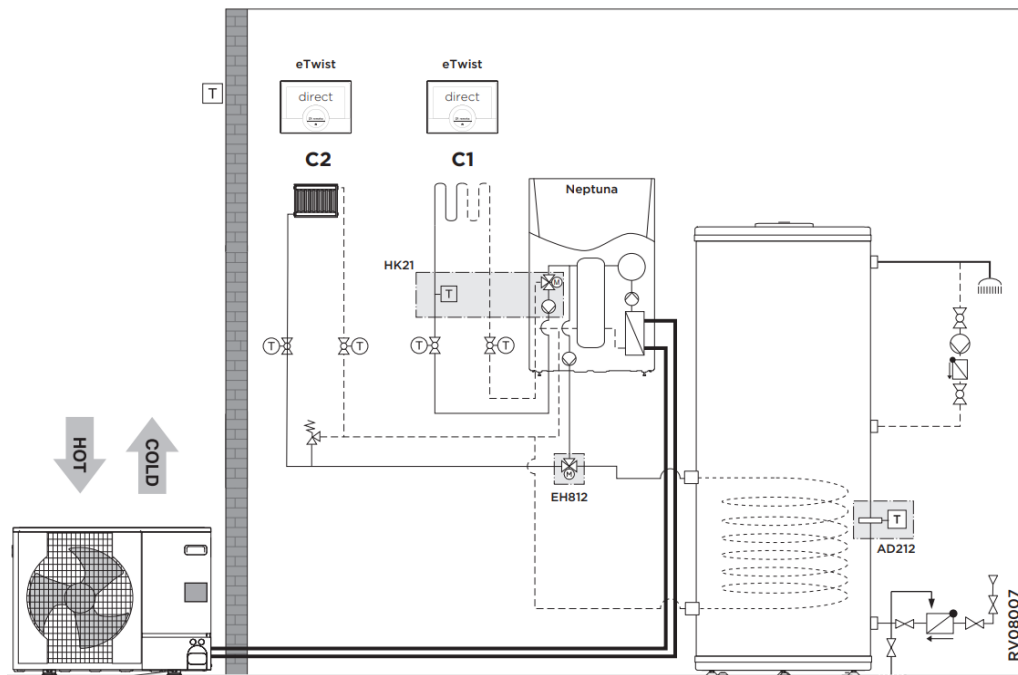 eTwist
eTwist
direct
direct
T
C2
C1
Neptuna
HK21
M
T
T
T
T
T
HOT
COLD
M
EH812
T
AD212
RV08007